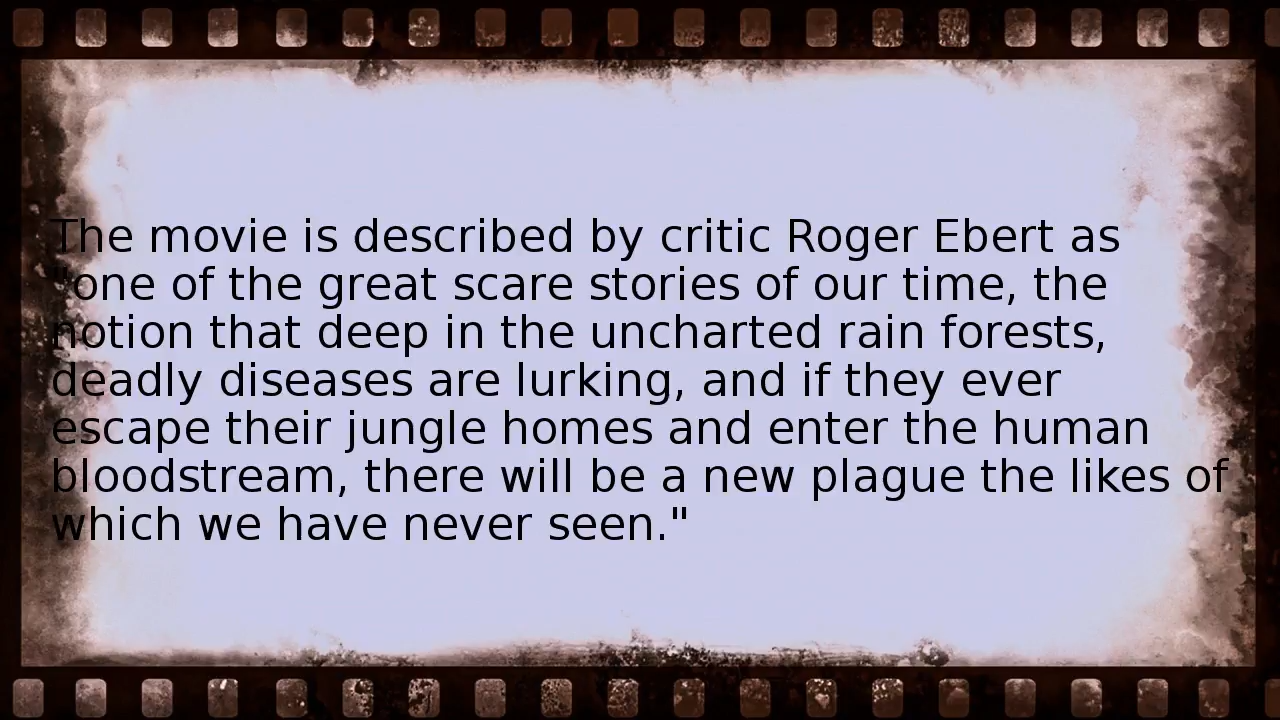 The movie is described by critic Roger Ebert as
"one of the great scare stories of our time, the
notion that deep in the uncharted rain forests,
deadly diseases are lurking, and if they ever
escape their jungle homes and enter the human
bloodstream, there will be a new plague the likes of
which we have never seen."